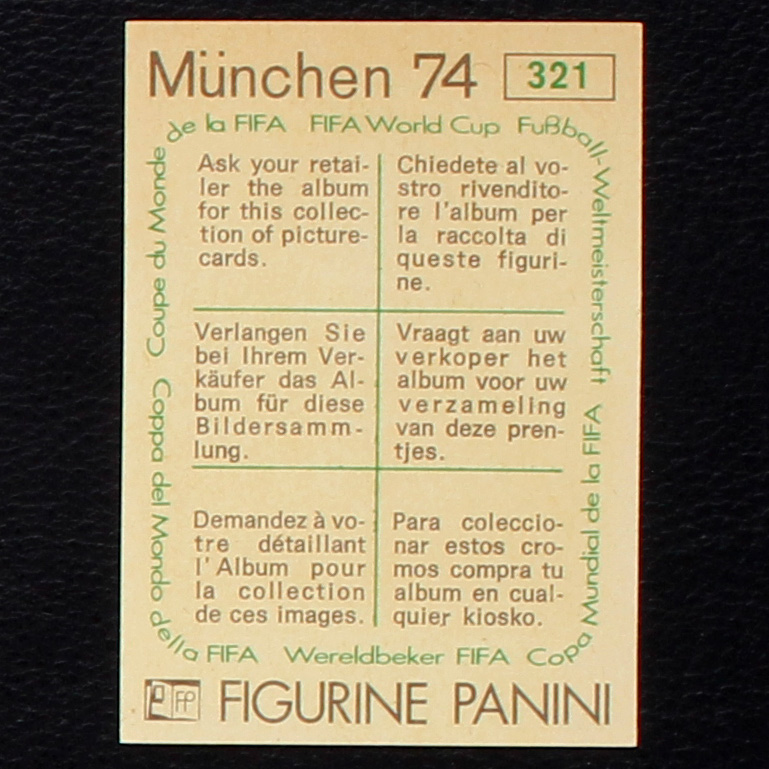 München 74 321
Coupe du Monde de la FIFA FIFA World Cup Fußball-Weltmeisterschaft
Ask your retai-
ler the album
for this collec-
tion of picture-
cards.
Chiedete al vo-
stro rivendito-
re l'album per
la raccolta di
queste figuri-
ne.
Verlangen Sie
bei Ihrem Ver-
käufer das Al-
bum für diese
Bildersamm-
lung.
Vraagt aan uw
verkoper het
album voor uw
verzameling
van deze pren-
tjes.
Demandez à vo-
tre détaillant
l'Album pour
la collection
de ces images.
Para coleccio-
nar estos cro-
mos compra tu
album en cual-
quier kiosko.
Coppa del Mondo della FIFA Wereldbeker FIFA Copa Mundial de la FIFA
FP FIGURINE PANINI